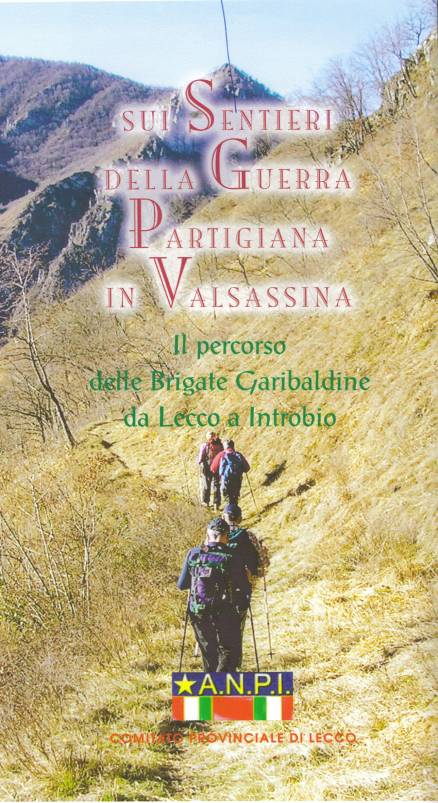 SUI SENTIERI
DELLA GUERRA
PARTIGIANA
IN VALSASSINA
Il percorso
delle Brigate Garibaldine
da Lecco a Introbio
A.N.P.I.
COMITATO PROVINCIALE DI LECCO